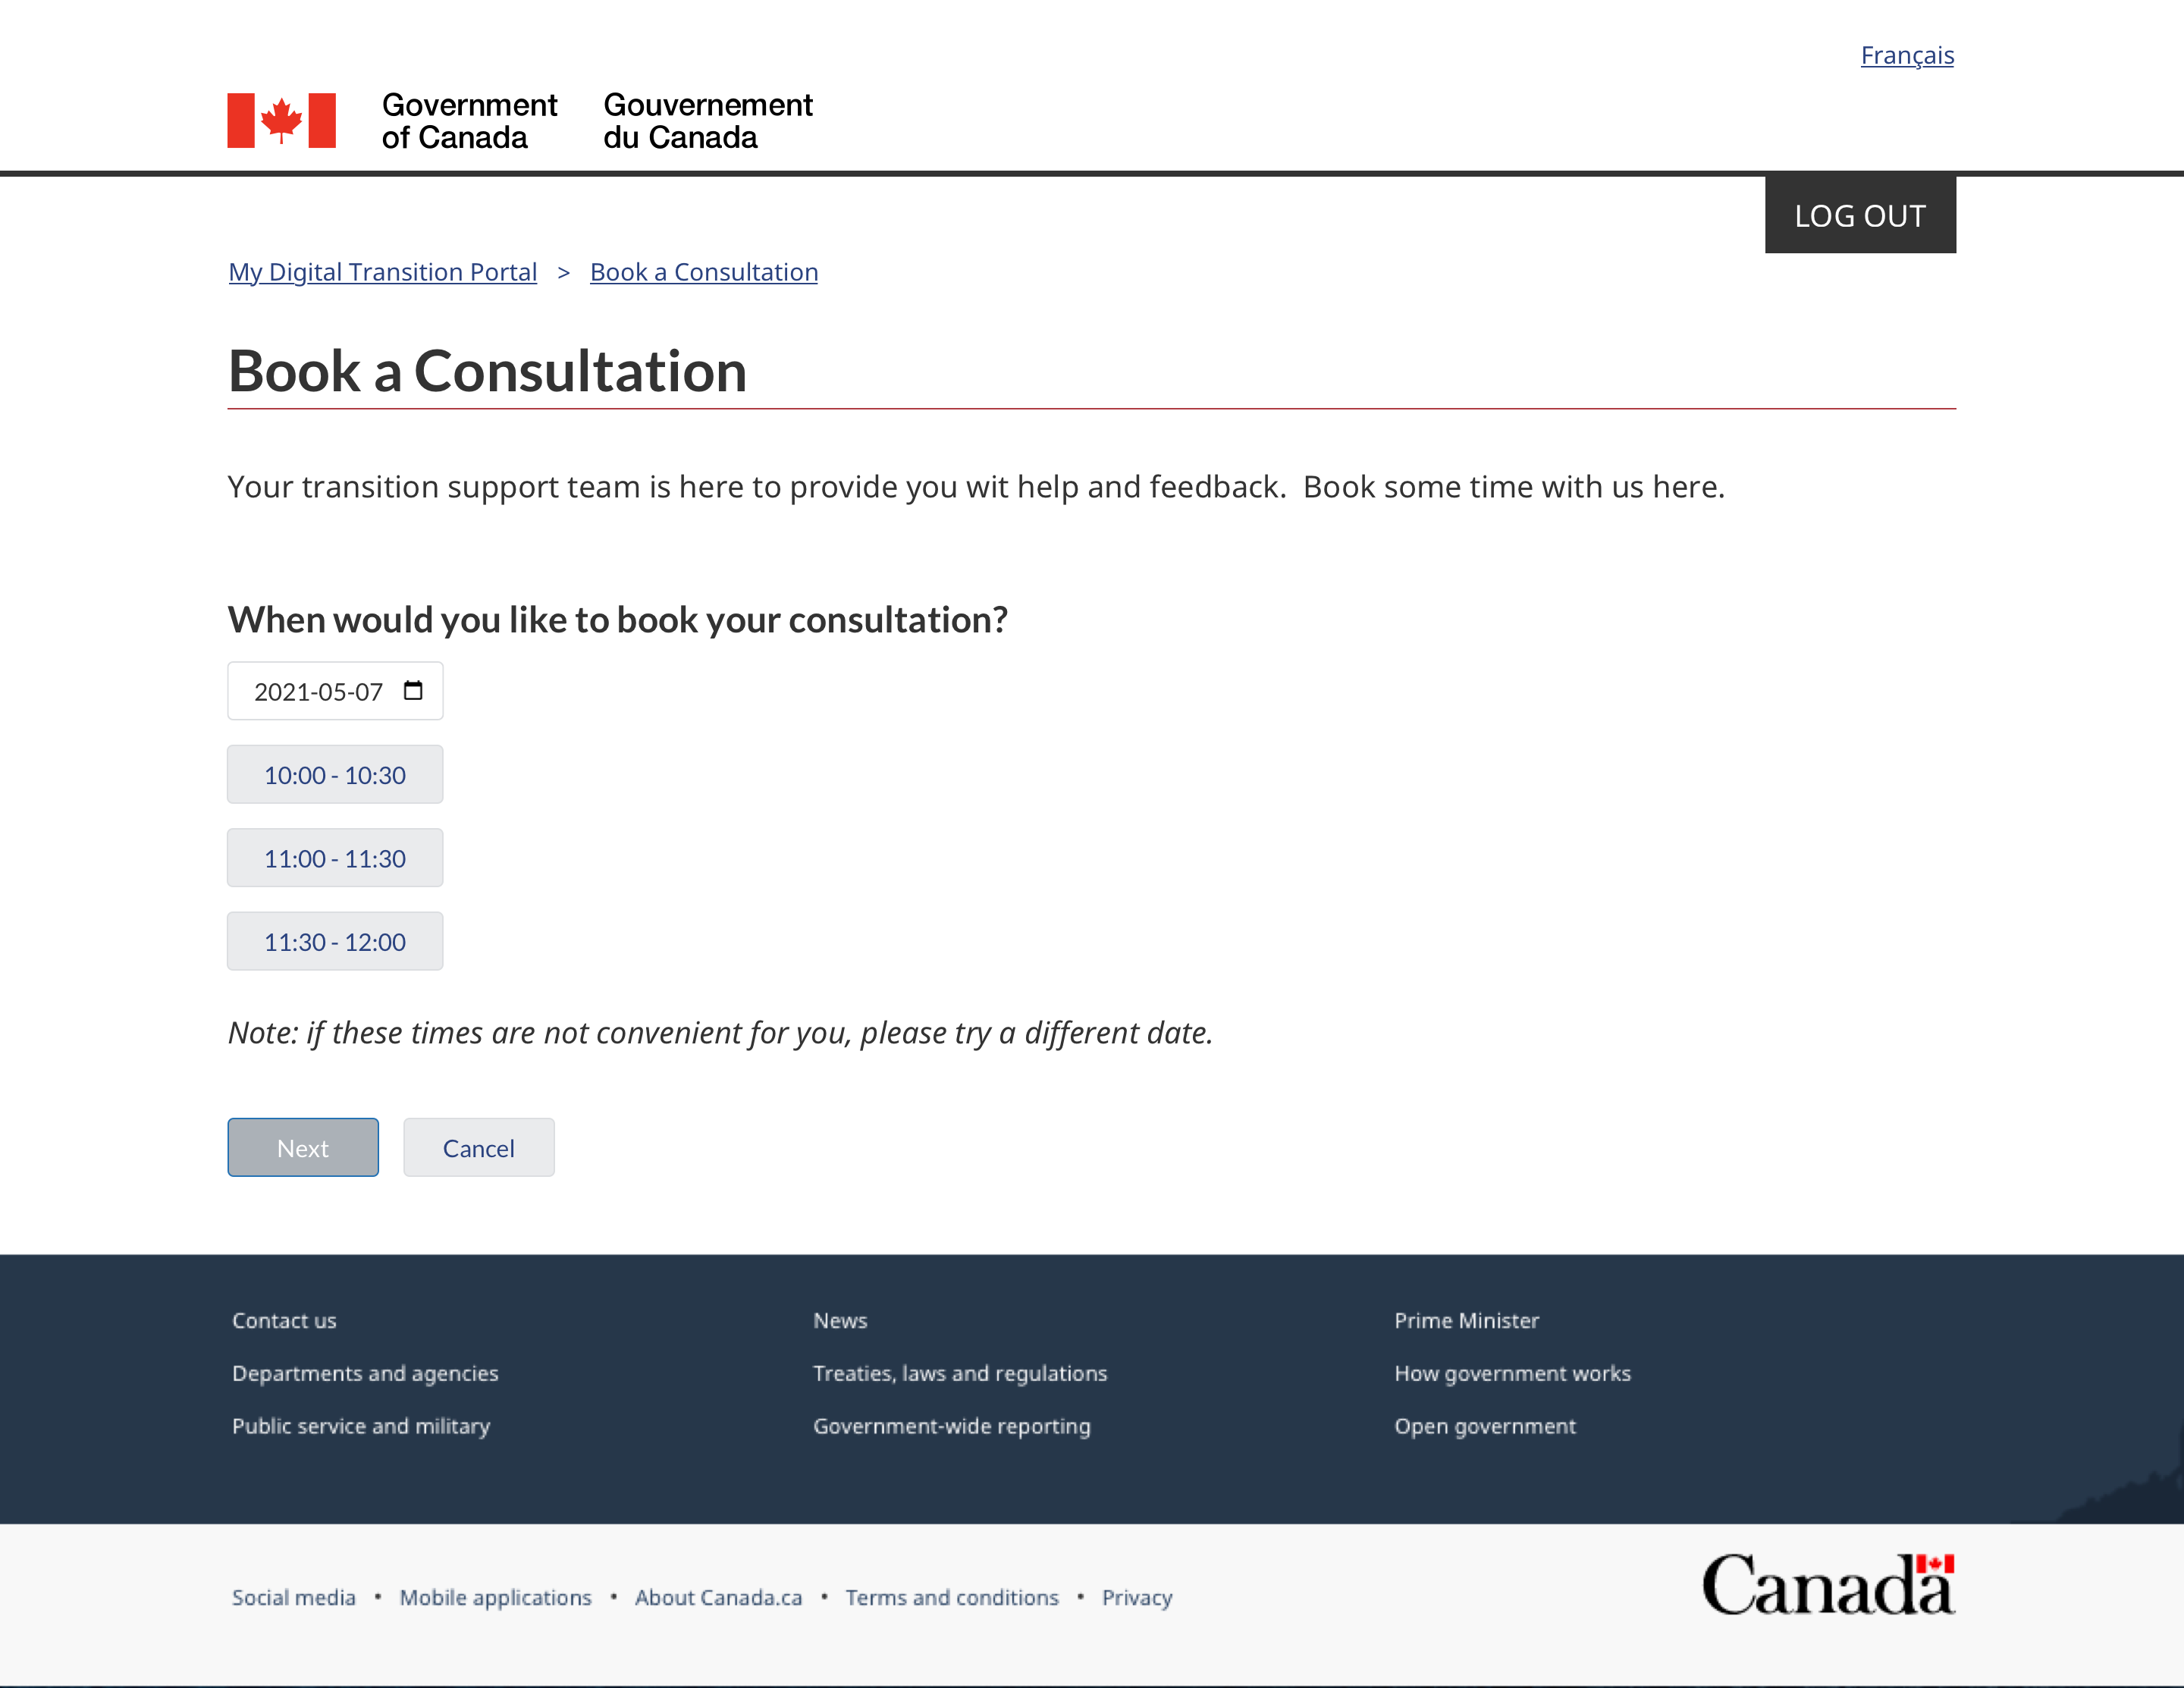 Français
Government of Canada
Gouvernement du Canada
LOG OUT
My Digital Transition Portal > Book a Consultation
Book a Consultation
Your transition support team is here to provide you wit help and feedback.  Book some time with us here.
When would you like to book your consultation?
2021-05-07
10:00 - 10:30
11:00 - 11:30
11:30 - 12:00
Note: if these times are not convenient for you, please try a different date.
Next Cancel
Contact us News Prime Minister
Departments and agencies Treaties, laws and regulations How government works
Public service and military Government-wide reporting Open government
Social media • Mobile applications • About Canada.ca • Terms and conditions • Privacy
Canada